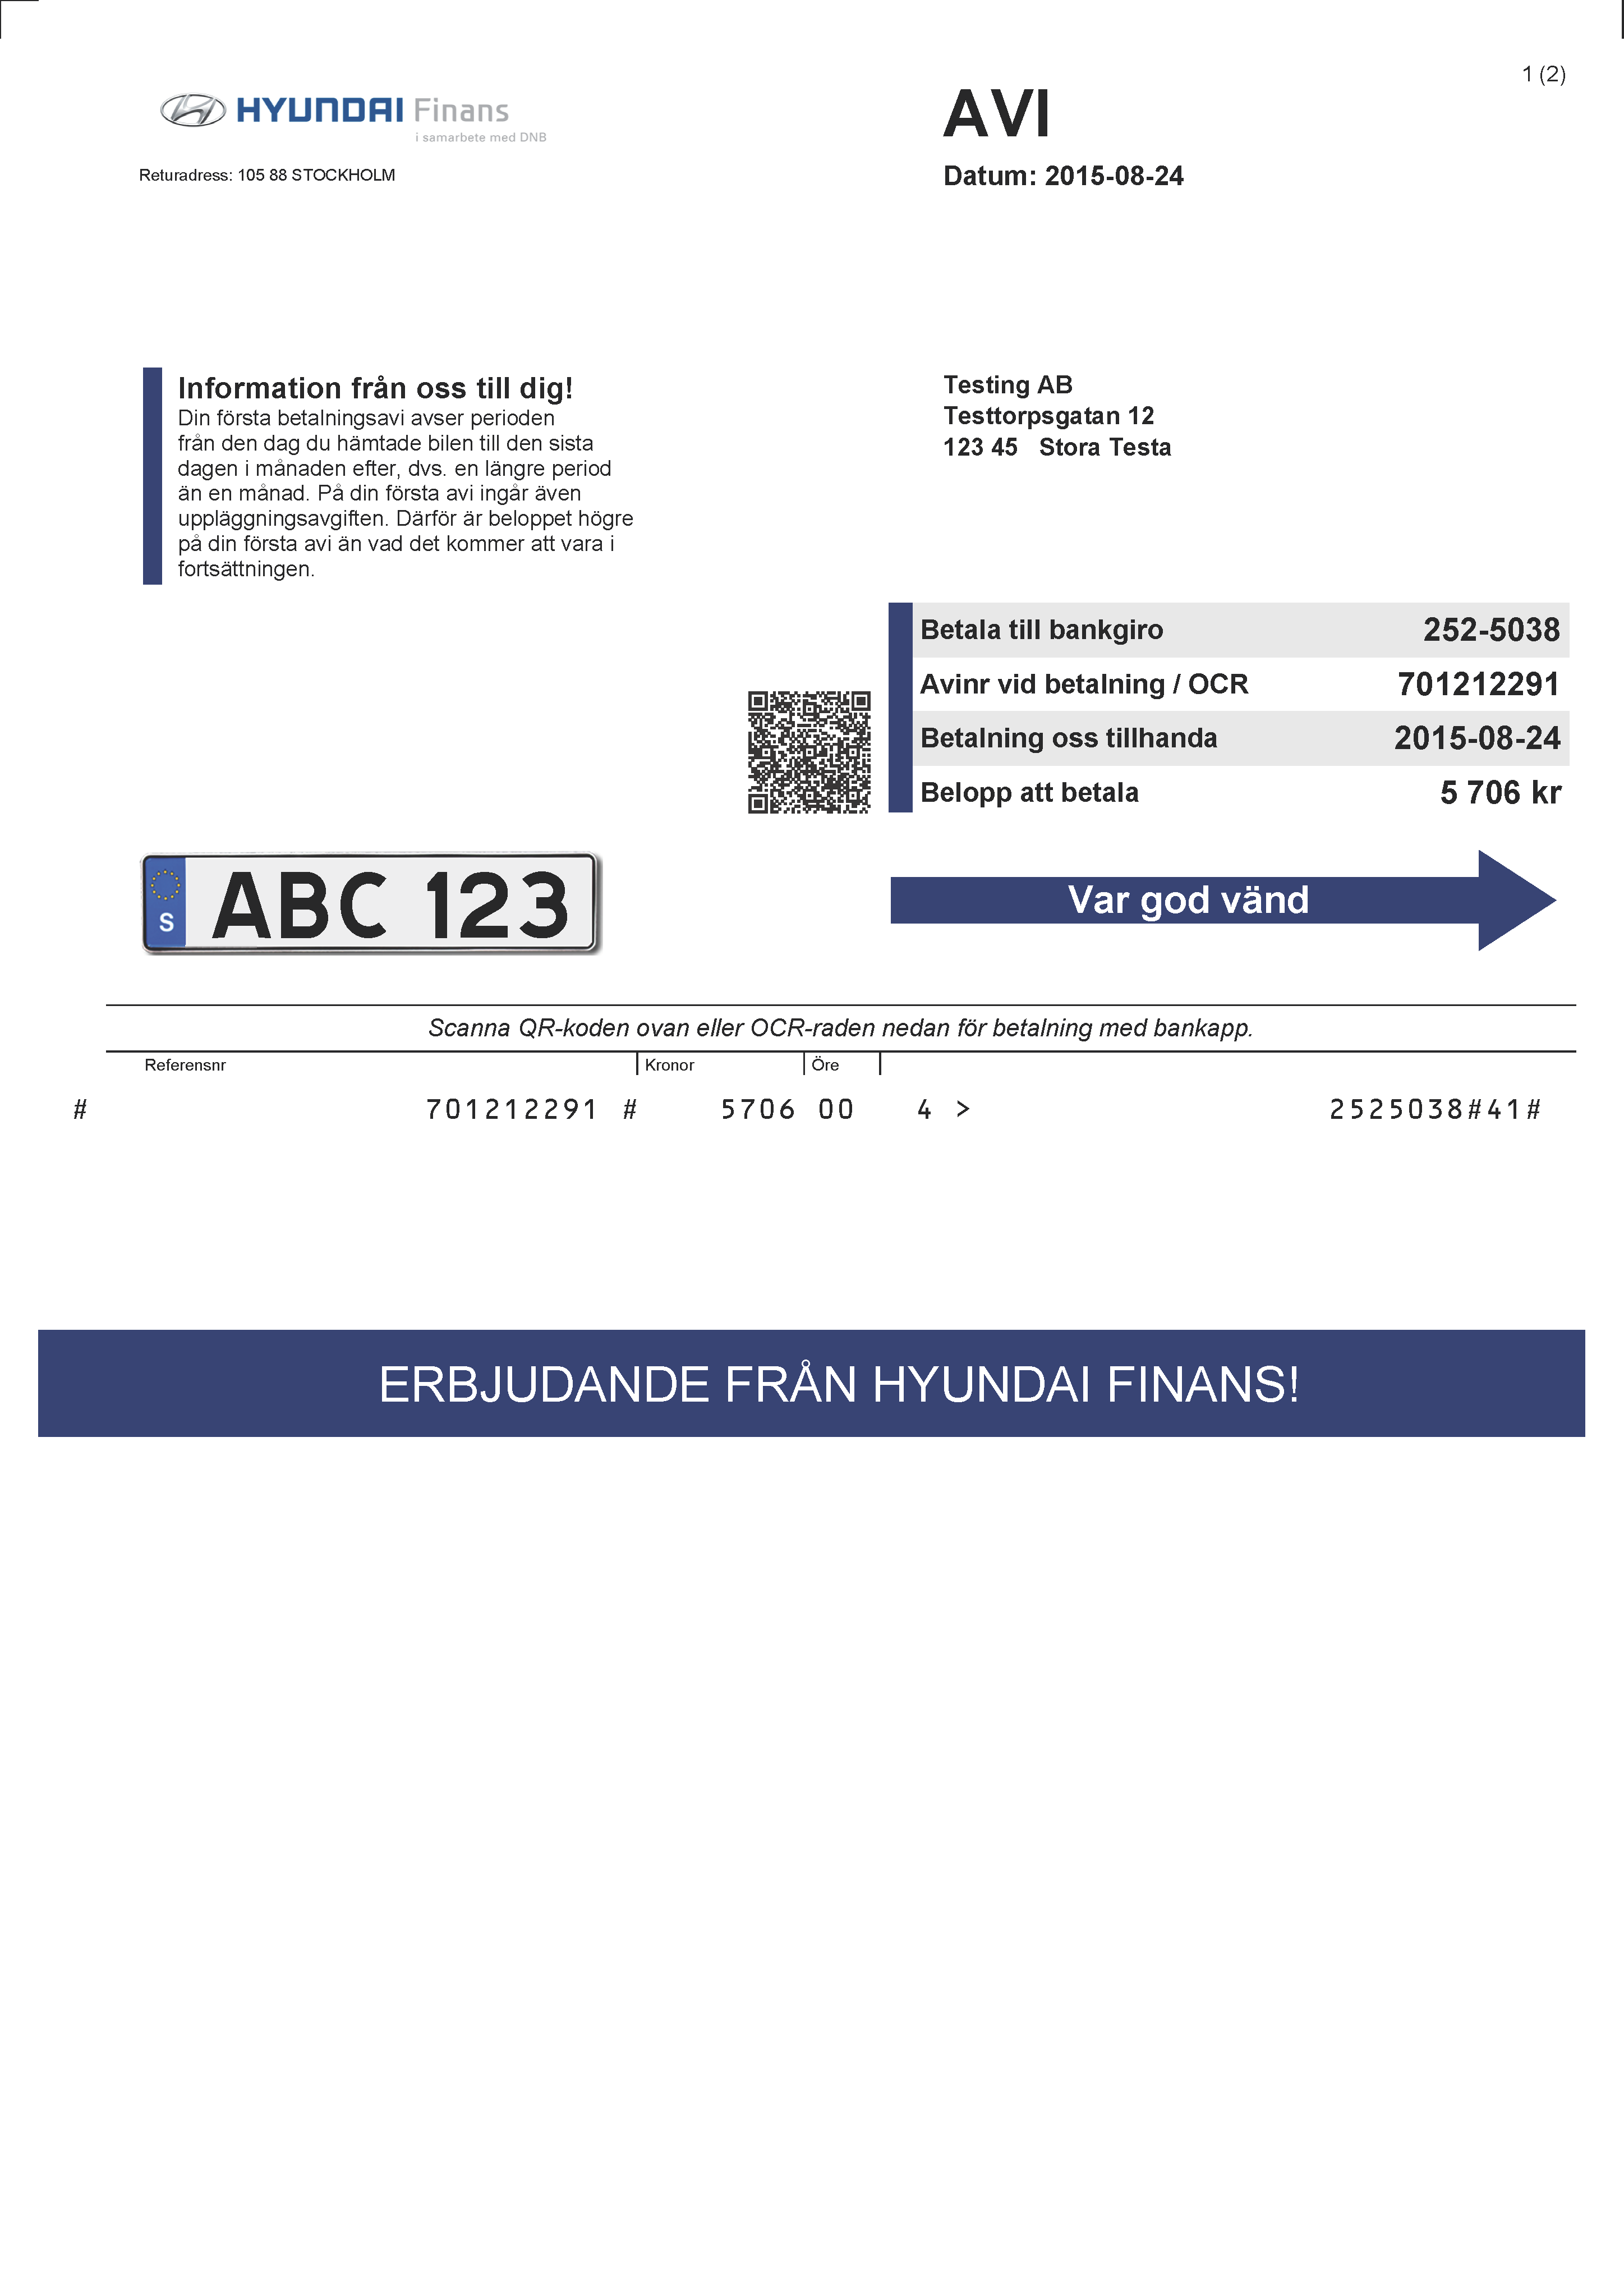 1 (2)
HYUNDAI Finans
i samarbete med DNB
Returadress: 105 88 STOCKHOLM
AVI
Datum: 2015-08-24
Information från oss till dig!
Din första betalningsavi avser perioden
från den dag du hämtade bilen till den sista
dagen i månaden efter, dvs. en längre period
än en månad. På din första avi ingår även
uppläggningsavgiften. Därför är beloppet högre
på din första avi än vad det kommer att vara i
fortsättningen.
Testing AB
Testtorpsgatan 12
123 45 Stora Testa
Betala till bankgiro 252-5038
Avinr vid betalning / OCR 701212291
Betalning oss tillhanda 2015-08-24
Belopp att betala 5 706 kr
S ABC 123
Var god vänd
Scanna QR-koden ovan eller OCR-raden nedan för betalning med bankapp.
Referensnr Kronor Öre
# 701212291 # 5706 00 4 > 2525038#41#
ERBJUDANDE FRÅN HYUNDAI FINANS!